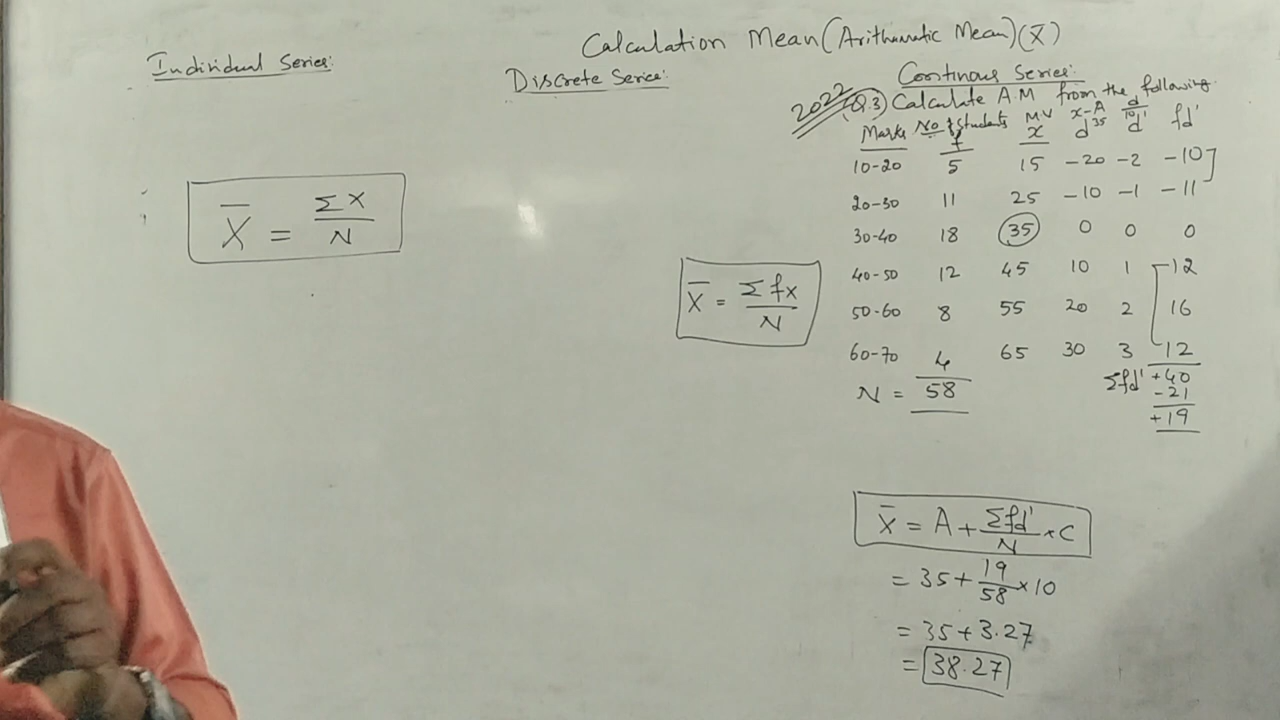 Calculation Mean (Arithmatic Mean) (X̄)
Individual Series:
X̄ = ΣX / N
Discrete Series:
X̄ = Σfx / N
Continous Series:
2022 (Q.3) Calculate A.M from the following.
Marks No of Students f M.V x x-A d 35 d/10 d' fd'
10-20 5 15 -20 -2 -10
20-30 11 25 -10 -1 -11
30-40 18 35 0 0 0
40-50 12 45 10 1 12
50-60 8 55 20 2 16
60-70 4 65 30 3 12
N = 58 Σfd' +40
-21
+19
X̄ = A + Σfd' / N × C
= 35 + 19/58 × 10
= 35 + 3.27
= 38.27